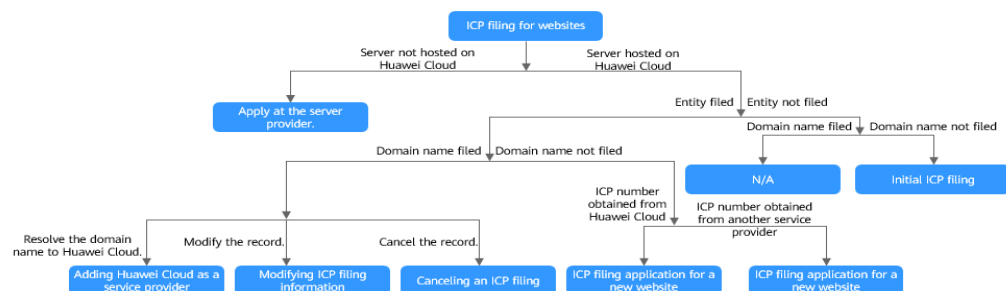 ICP filing for websites
Server not hosted on
Huawei Cloud
Server hosted on
Huawei Cloud
Apply at the server
provider.
Entity filed
Entity not filed
Domain name filed
Domain name not filed
Domain name filed
Domain name not filed
N/A
Initial ICP filing
ICP number
obtained from
Huawei Cloud
ICP number obtained
from another service
provider
Resolve the domain
name to Huawei Cloud.
Modify the record.
Cancel the record.
Adding Huawei Cloud as a
service provider
Modifying ICP filing
information
Canceling an ICP filing
ICP filing application for a
new website
ICP filing application for a
new website